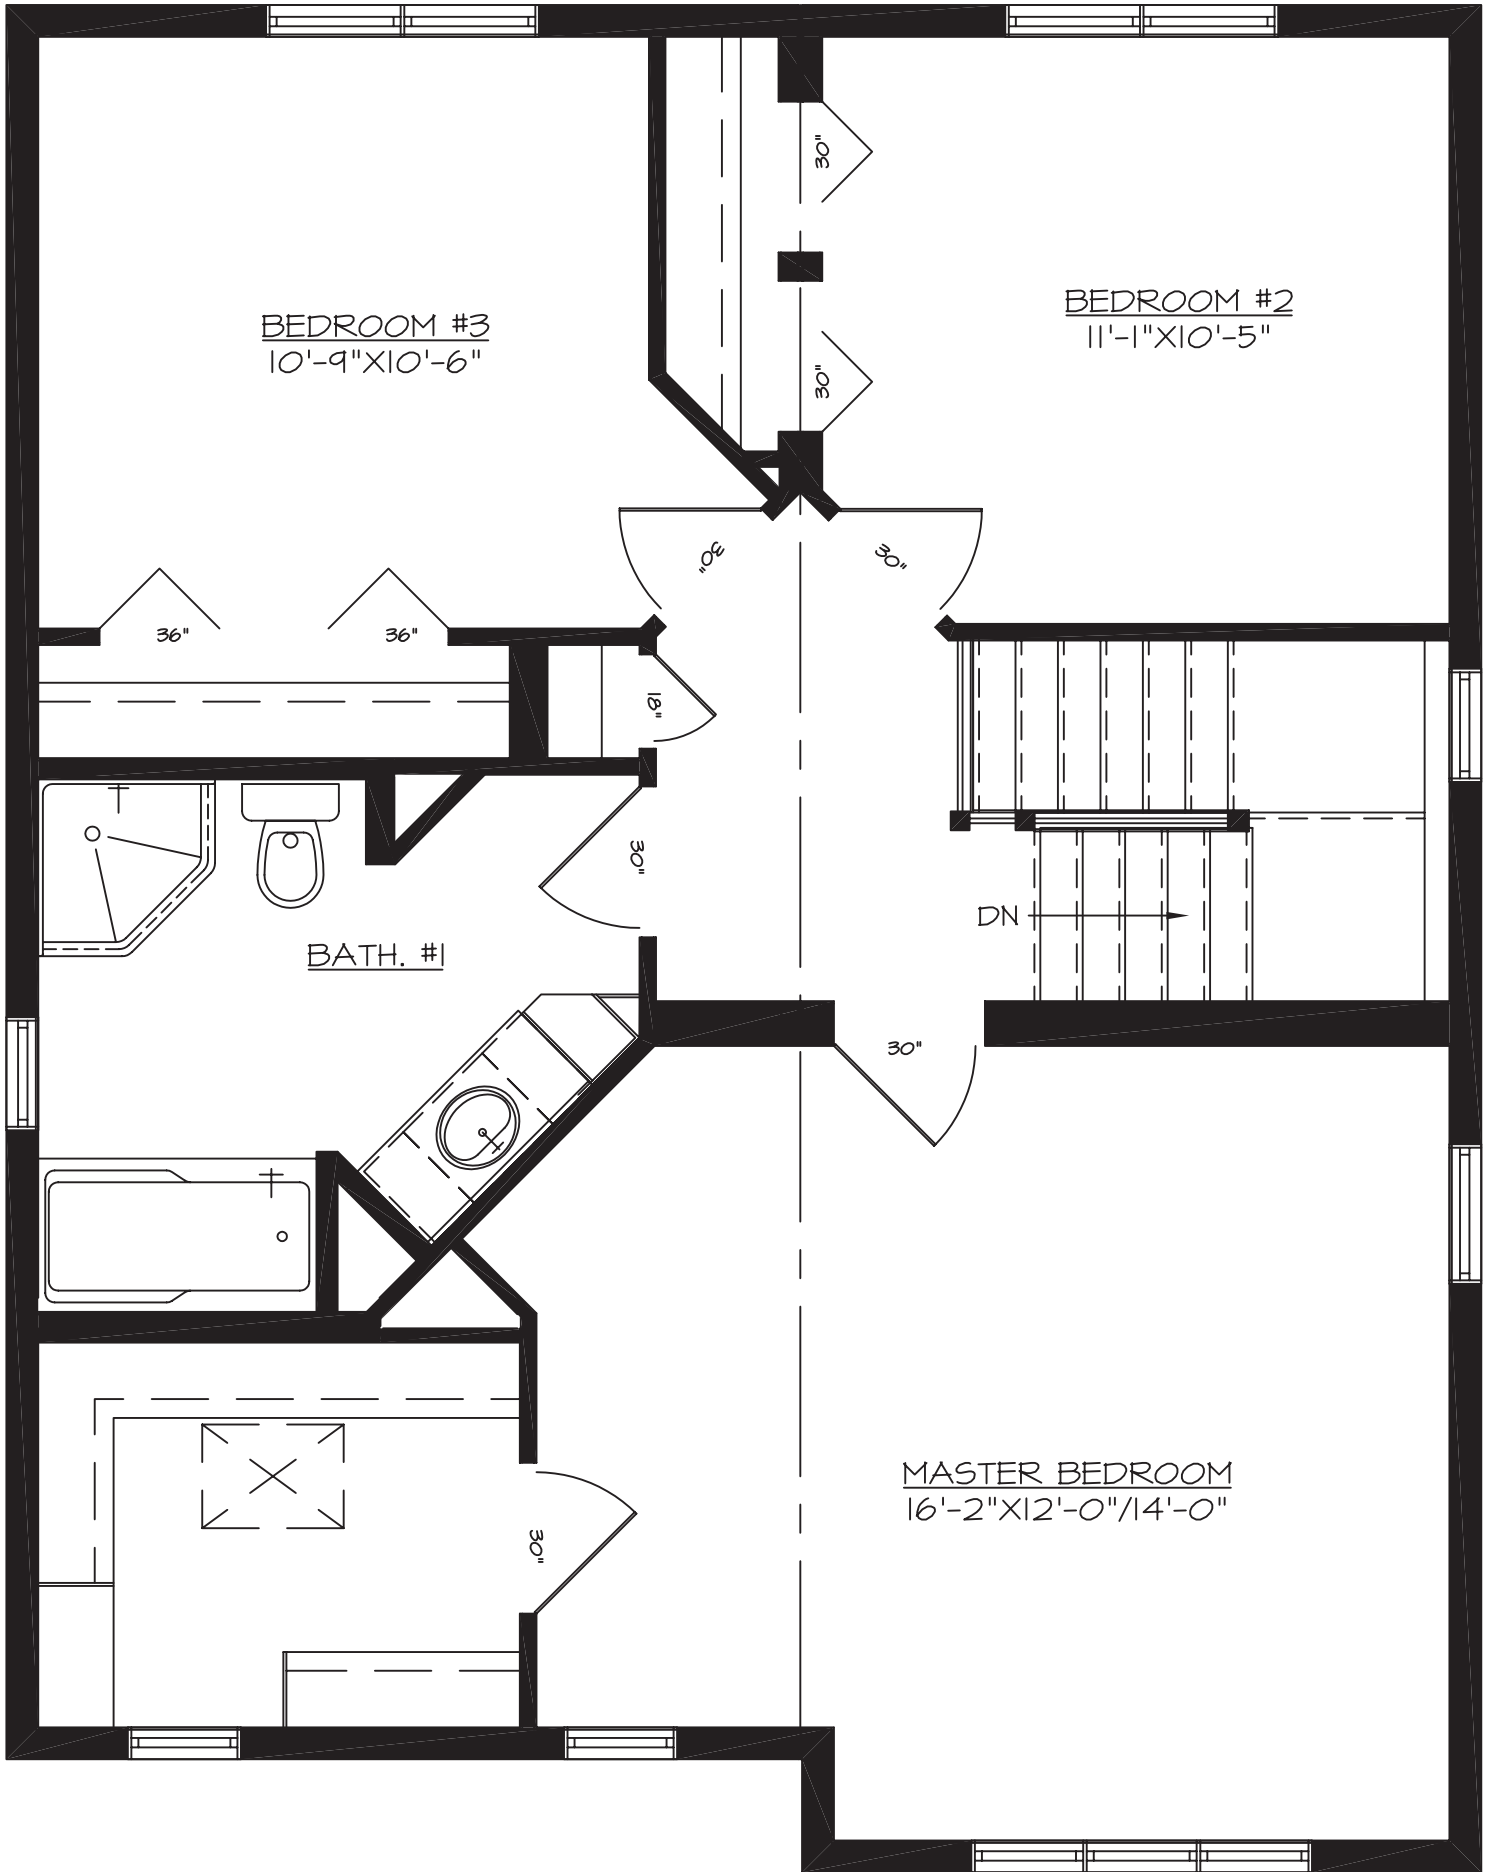 30"
BEDROOM #2
11'-1"X10'-5"
BEDROOM #3
10'-9"X10'-6"
30"
30"
30"
36"
36"
18"
30"
DN
BATH. #1
30"
MASTER BEDROOM
16'-2"X12'-0"/14'-0"
30"